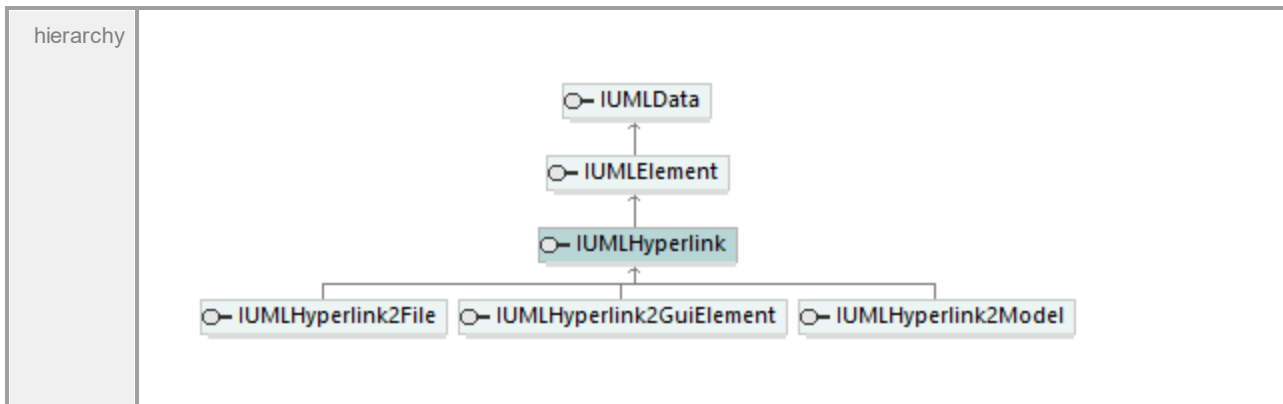 hierarchy
IUMLData
IUMLElement
IUMLHyperlink
IUMLHyperlink2File IUMLHyperlink2GuiElement IUMLHyperlink2Model